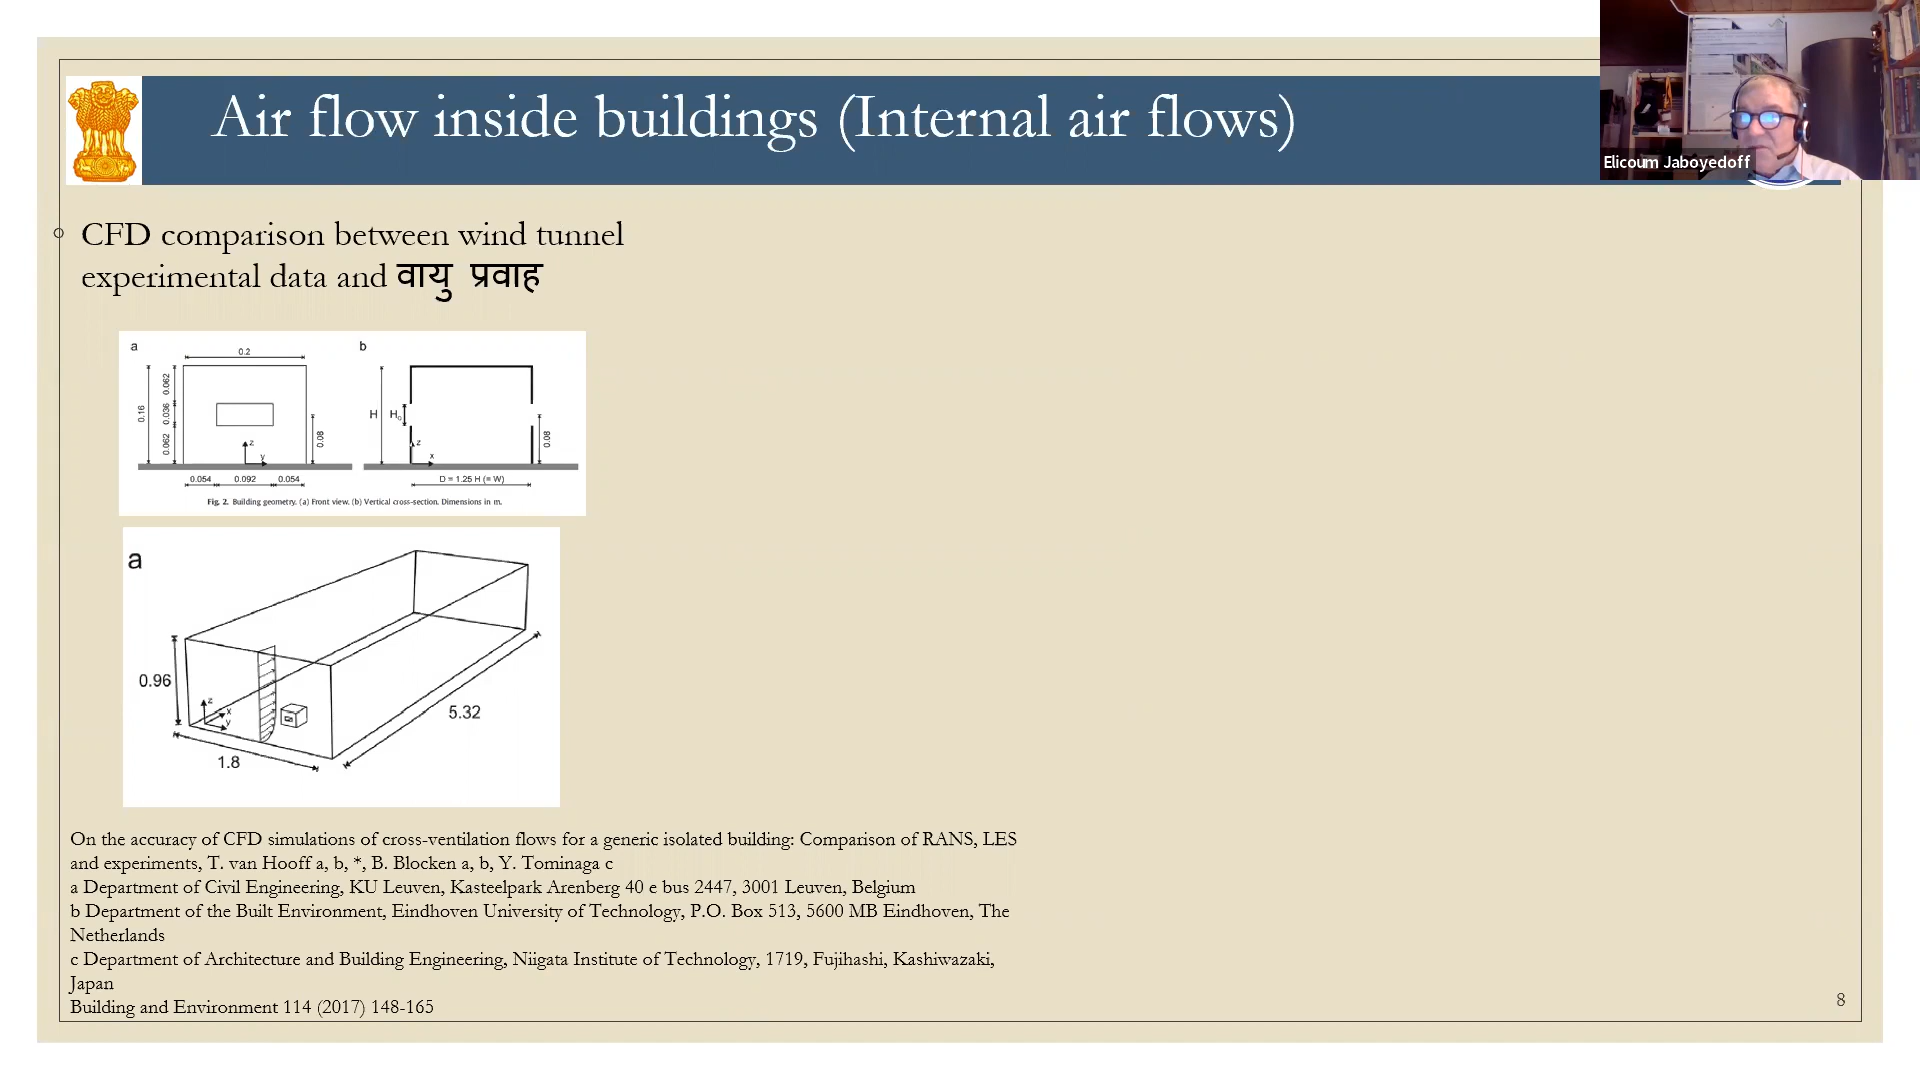 Air flow inside buildings (Internal air flows)
Elicoum Jaboyedoff
CFD comparison between wind tunnel
experimental data and वायु प्रवाह
a
0.2
0.16
0.062
0.036
0.062
z
y
0.08
0.054 0.092 0.054
b
H
H₀
z
x
0.08
D = 1.25 H (= W)
Fig. 2. Building geometry. (a) Front view. (b) Vertical cross-section. Dimensions in m.
a
0.96
z
x
y
1.8
5.32
On the accuracy of CFD simulations of cross-ventilation flows for a generic isolated building: Comparison of RANS, LES
and experiments, T. van Hooff a, b, *, B. Blocken a, b, Y. Tominaga c
a Department of Civil Engineering, KU Leuven, Kasteelpark Arenberg 40 e bus 2447, 3001 Leuven, Belgium
b Department of the Built Environment, Eindhoven University of Technology, P.O. Box 513, 5600 MB Eindhoven, The
Netherlands
c Department of Architecture and Building Engineering, Niigata Institute of Technology, 1719, Fujihashi, Kashiwazaki,
Japan
Building and Environment 114 (2017) 148-165
8